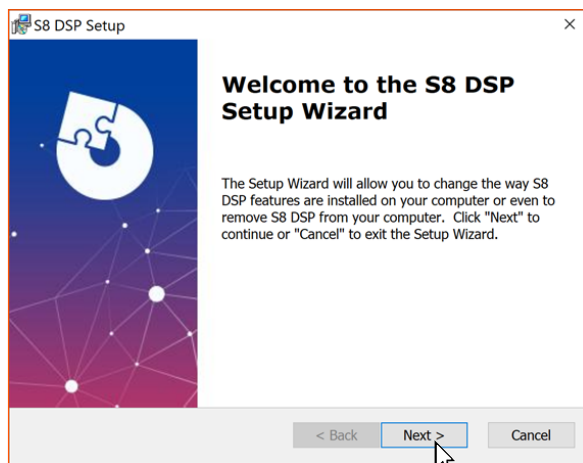 S8 DSP Setup
Welcome to the S8 DSP
Setup Wizard
The Setup Wizard will allow you to change the way S8
DSP features are installed on your computer or even to
remove S8 DSP from your computer.  Click "Next" to
continue or "Cancel" to exit the Setup Wizard.
< Back
Next >
Cancel